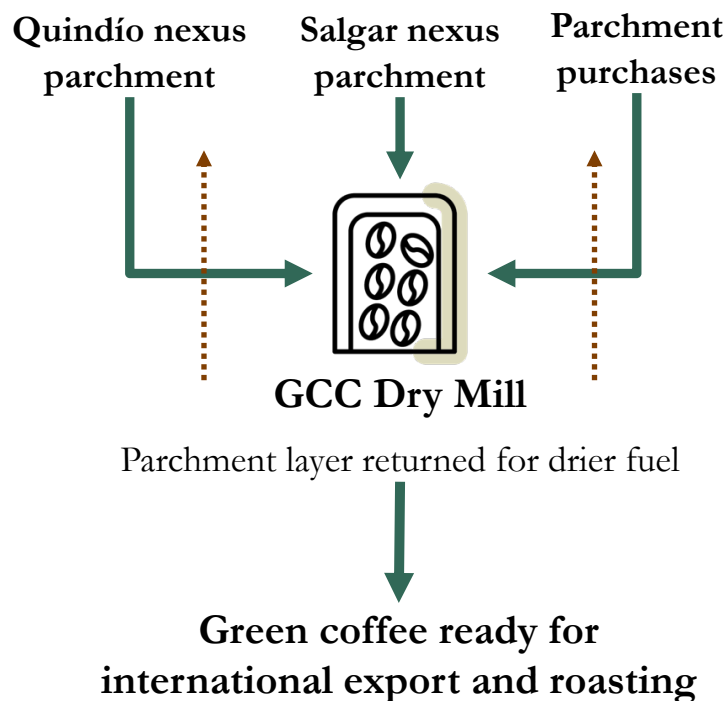 Quindío nexus
parchment
Salgar nexus
parchment
Parchment
purchases
GCC Dry Mill
Parchment layer returned for drier fuel
Green coffee ready for
international export and roasting